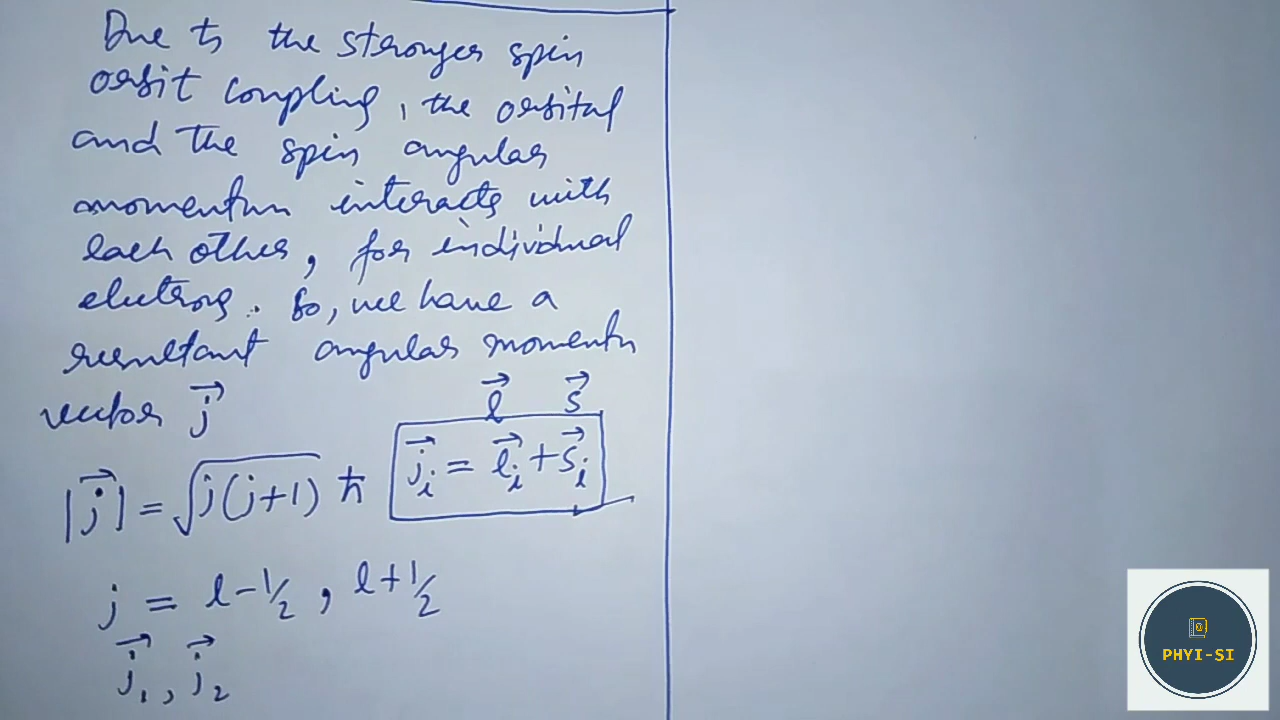 Due to the stronger spin
orbit coupling, the orbital
and the spin angular
momentum interacts with
each other, for individual
electrons. So, we have a
resultant angular momentum
vector j⃗
l⃗ s⃗
|j⃗| = √j(j+1) ħ
j⃗ᵢ = l⃗ᵢ + s⃗ᵢ
j = l-1/2, l+1/2
j⃗₁, j⃗₂
@
PHYI-SI